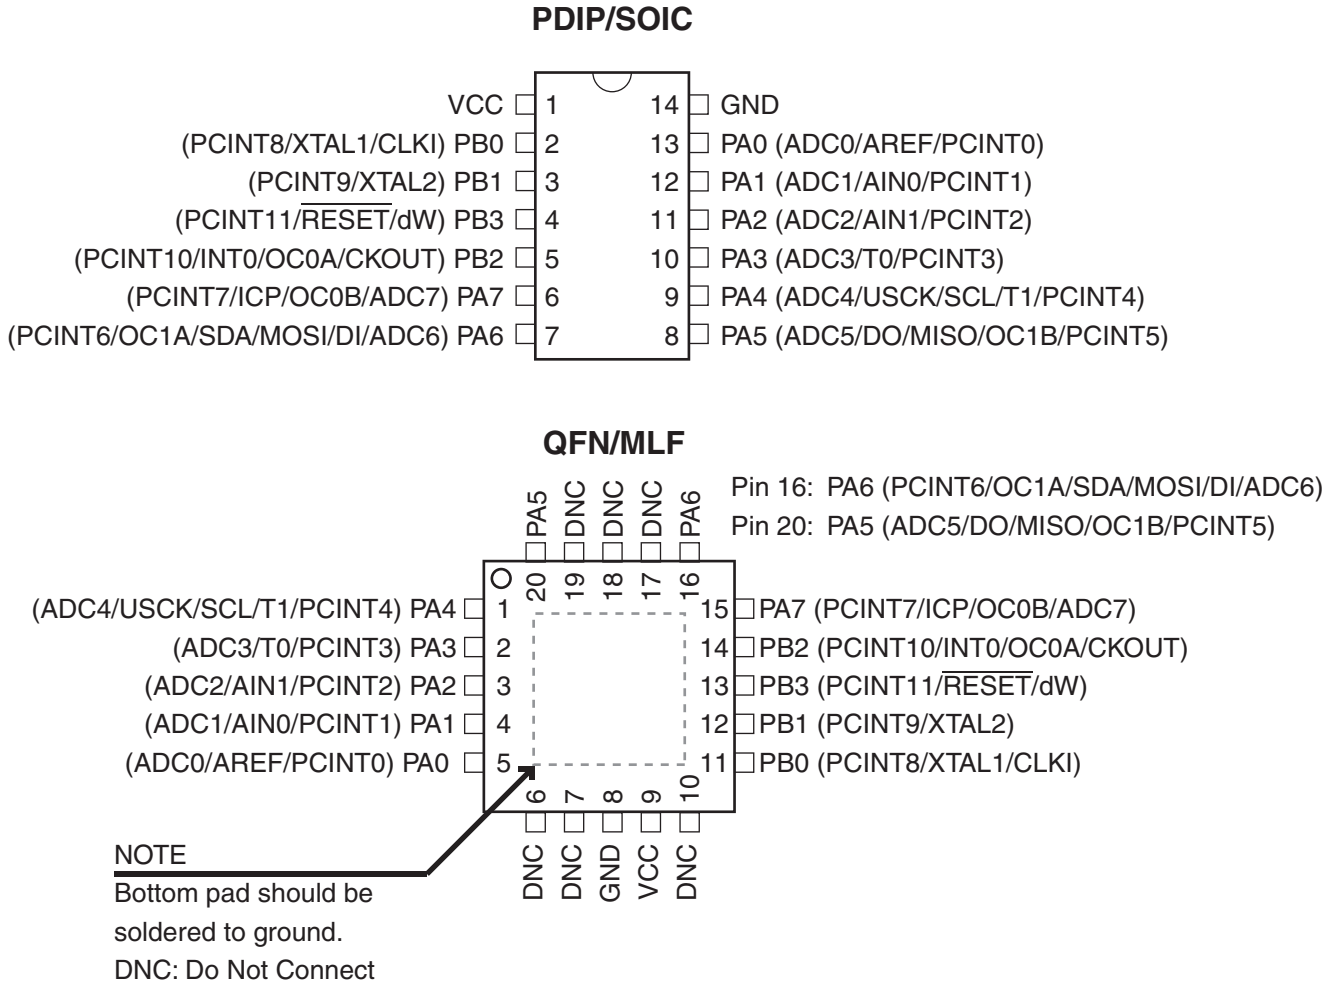 PDIP/SOIC
VCC 1 14 GND
(PCINT8/XTAL1/CLKI) PB0 2 13 PA0 (ADC0/AREF/PCINT0)
(PCINT9/XTAL2) PB1 3 12 PA1 (ADC1/AIN0/PCINT1)
(PCINT11/RESET/dW) PB3 4 11 PA2 (ADC2/AIN1/PCINT2)
(PCINT10/INT0/OC0A/CKOUT) PB2 5 10 PA3 (ADC3/T0/PCINT3)
(PCINT7/ICP/OC0B/ADC7) PA7 6 9 PA4 (ADC4/USCK/SCL/T1/PCINT4)
(PCINT6/OC1A/SDA/MOSI/DI/ADC6) PA6 7 8 PA5 (ADC5/DO/MISO/OC1B/PCINT5)
QFN/MLF
Pin 16: PA6 (PCINT6/OC1A/SDA/MOSI/DI/ADC6)
Pin 20: PA5 (ADC5/DO/MISO/OC1B/PCINT5)
PA5 DNC DNC DNC PA6
20 19 18 17 16
(ADC4/USCK/SCL/T1/PCINT4) PA4 1 15 PA7 (PCINT7/ICP/OC0B/ADC7)
(ADC3/T0/PCINT3) PA3 2 14 PB2 (PCINT10/INT0/OC0A/CKOUT)
(ADC2/AIN1/PCINT2) PA2 3 13 PB3 (PCINT11/RESET/dW)
(ADC1/AIN0/PCINT1) PA1 4 12 PB1 (PCINT9/XTAL2)
(ADC0/AREF/PCINT0) PA0 5 11 PB0 (PCINT8/XTAL1/CLKI)
6 7 8 9 10
DNC DNC GND VCC DNC
NOTE
Bottom pad should be
soldered to ground.
DNC: Do Not Connect